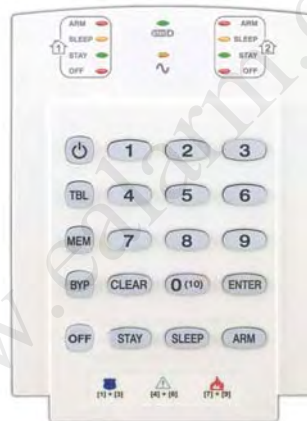 ARM
SLEEP
STAY
OFF
1
ARM
SLEEP
STAY
OFF
2
1 2 3
TBL 4 5 6
MEM 7 8 9
BYP CLEAR 0 (10) ENTER
OFF STAY SLEEP ARM
[1] + [3] [4] + [6] [7] + [9]